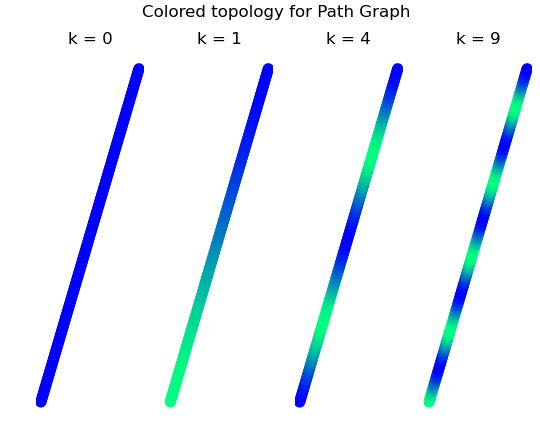 Colored topology for Path Graph
k = 0 k = 1 k = 4 k = 9